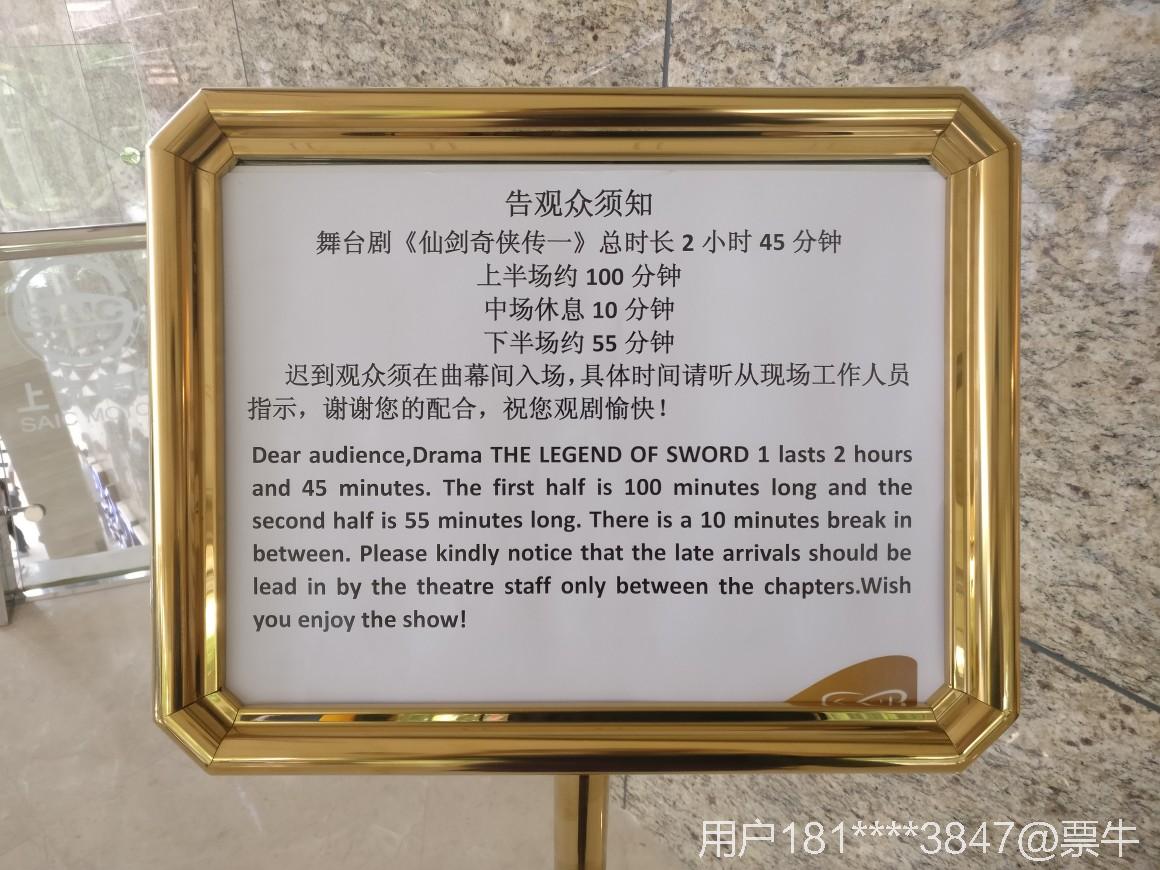 告观众须知
舞台剧《仙剑奇侠传一》总时长 2 小时 45 分钟
上半场约 100 分钟
中场休息 10 分钟
下半场约 55 分钟
迟到观众须在曲幕间入场，具体时间请听从现场工作人员
指示，谢谢您的配合，祝您观剧愉快！
Dear audience,Drama THE LEGEND OF SWORD 1 lasts 2 hours
and 45 minutes. The first half is 100 minutes long and the
second half is 55 minutes long. There is a 10 minutes break in
between. Please kindly notice that the late arrivals should be
lead in by the theatre staff only between the chapters.Wish
you enjoy the show!
上
SAIC MO
用户181****3847@票牛